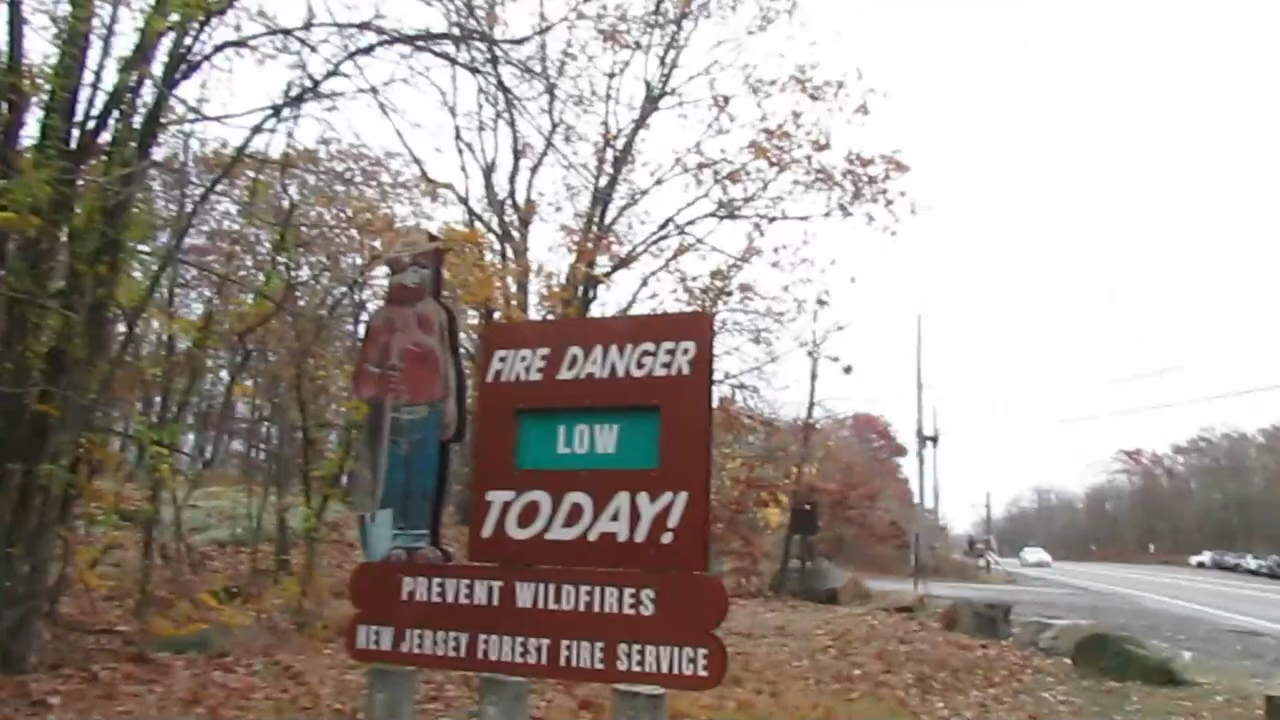 FIRE DANGER
LOW
TODAY!
PREVENT WILDFIRES
NEW JERSEY FOREST FIRE SERVICE